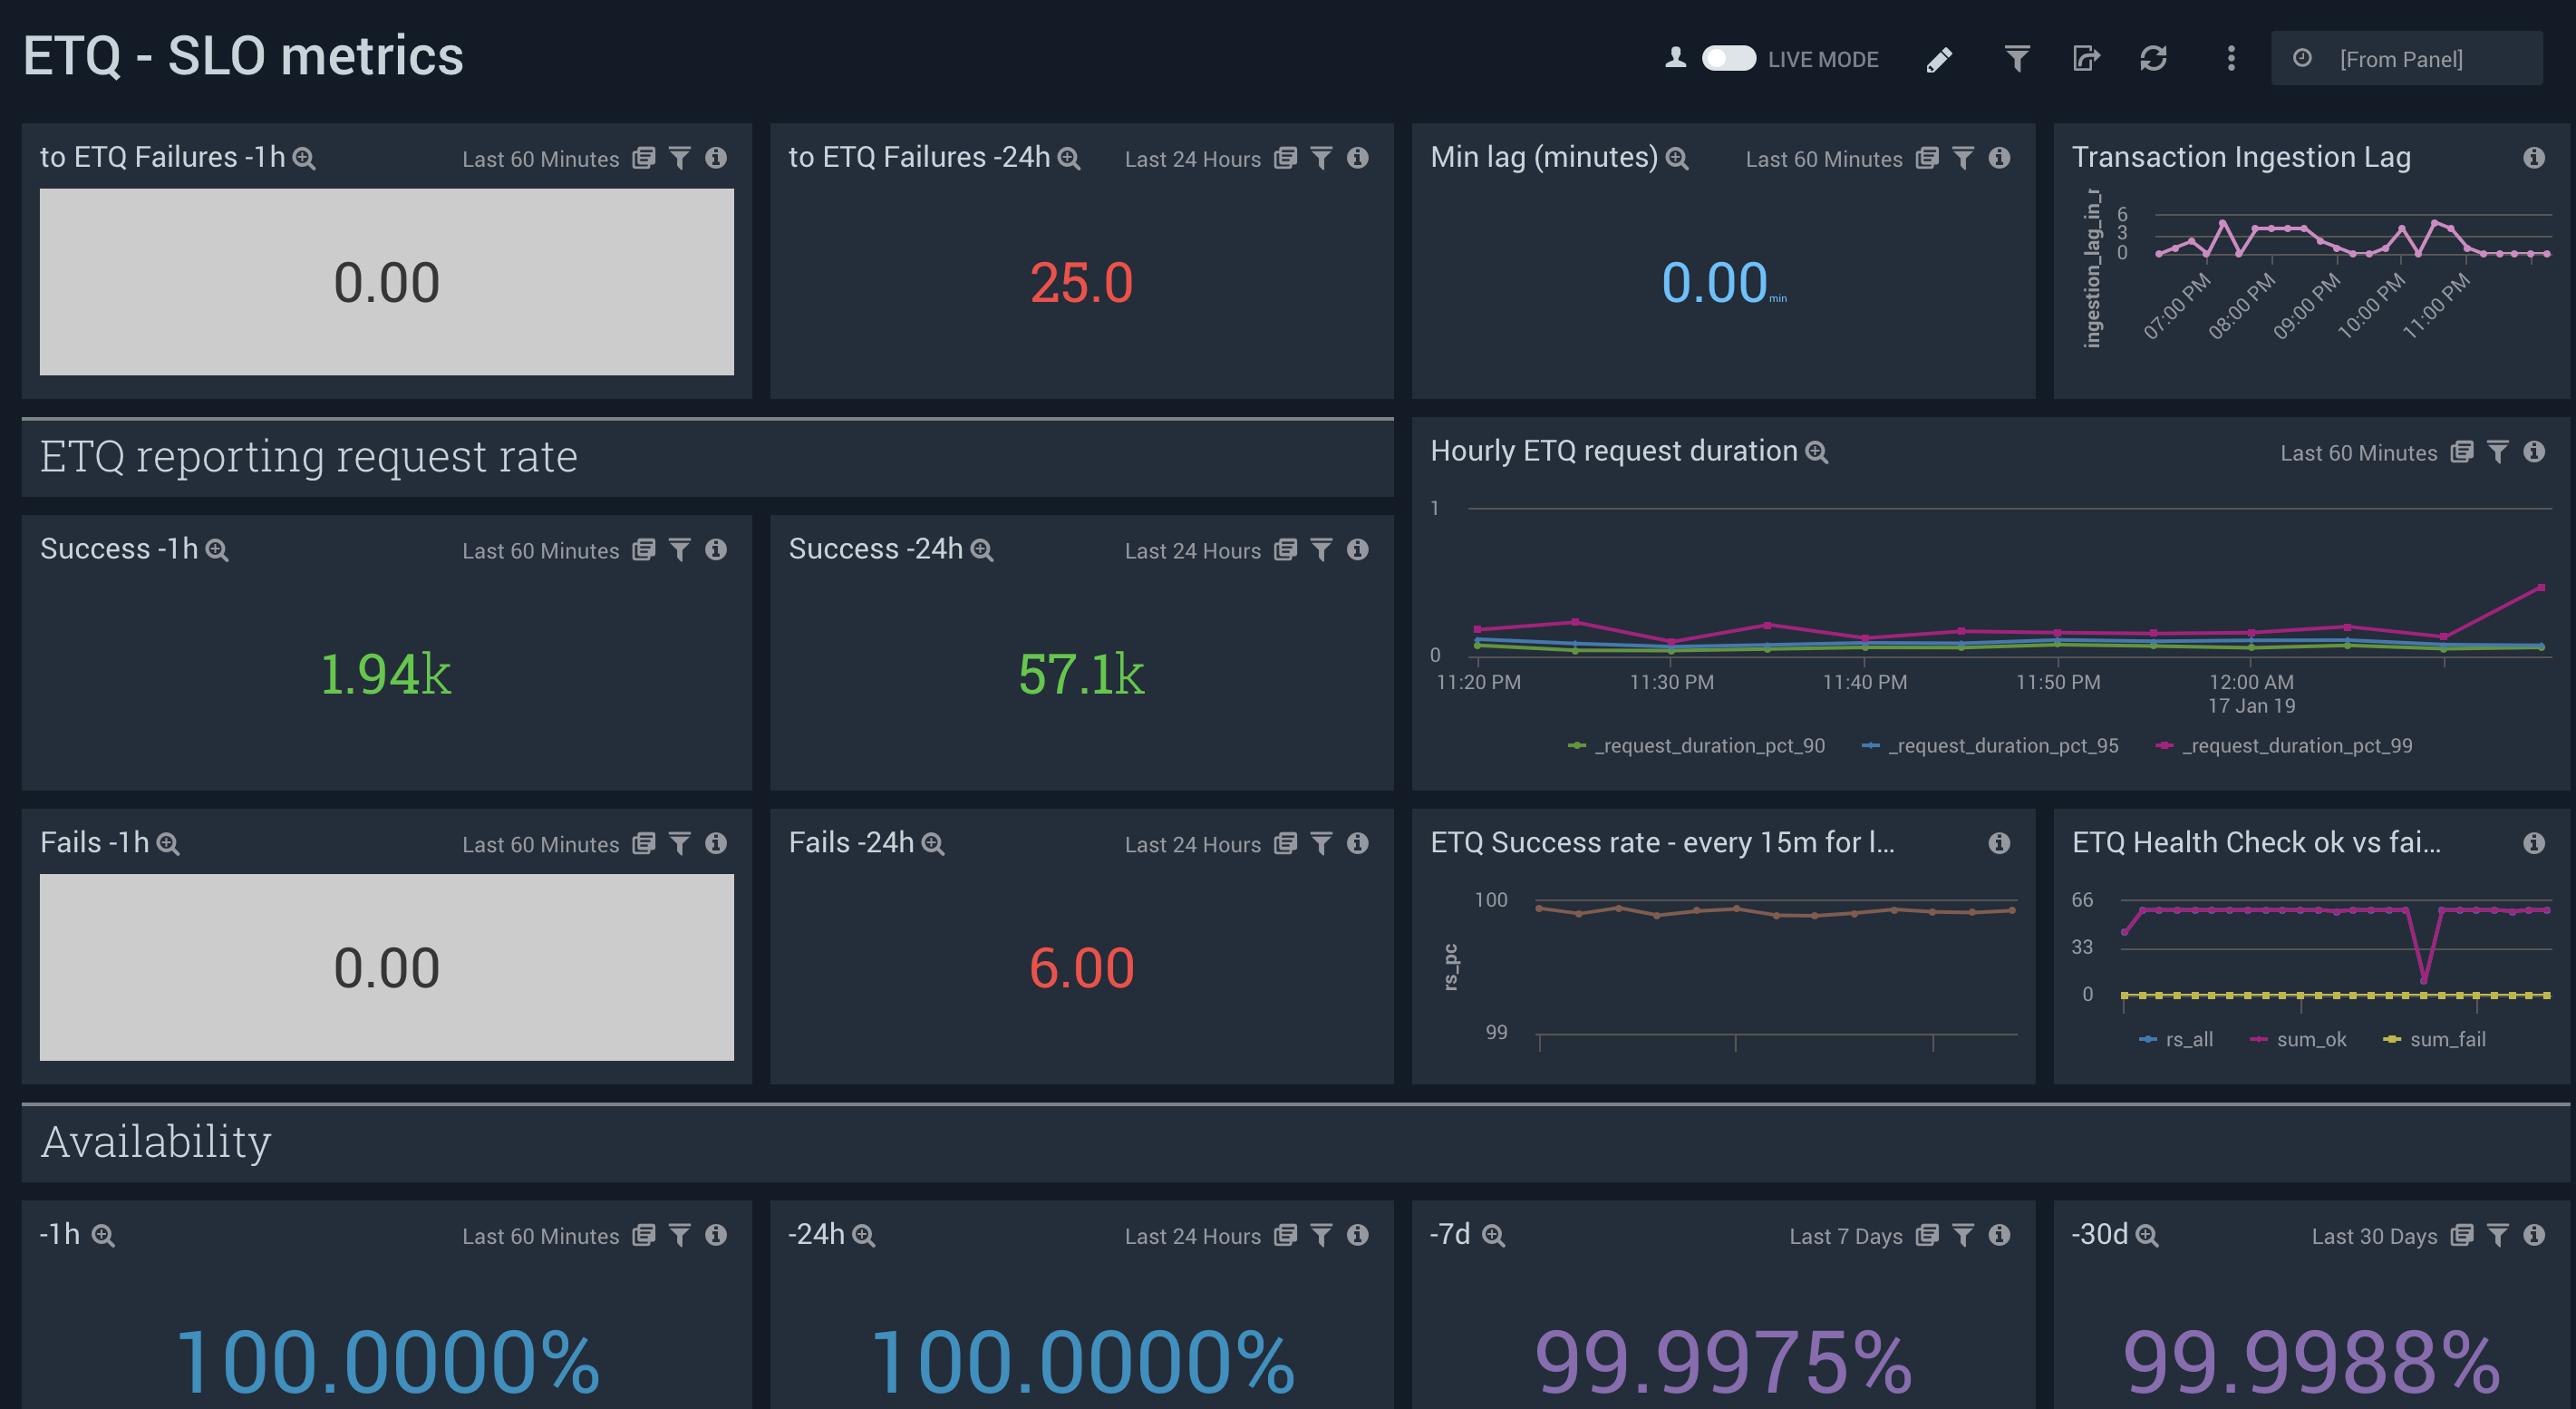 ETQ - SLO metrics
LIVE MODE
[From Panel]
to ETQ Failures -1h
Last 60 Minutes
0.00
to ETQ Failures -24h
Last 24 Hours
25.0
Min lag (minutes)
Last 60 Minutes
0.00 min
Transaction Ingestion Lag
ingestion_lag_in_r
6
3
0
07:00 PM
08:00 PM
09:00 PM
10:00 PM
11:00 PM
ETQ reporting request rate
Hourly ETQ request duration
Last 60 Minutes
1
0
11:20 PM
11:30 PM
11:40 PM
11:50 PM
12:00 AM
17 Jan 19
_request_duration_pct_90
_request_duration_pct_95
_request_duration_pct_99
Success -1h
Last 60 Minutes
1.94k
Success -24h
Last 24 Hours
57.1k
Fails -1h
Last 60 Minutes
0.00
Fails -24h
Last 24 Hours
6.00
ETQ Success rate - every 15m for l...
rs_pc
100
99
ETQ Health Check ok vs fai...
66
33
0
rs_all
sum_ok
sum_fail
Availability
-1h
Last 60 Minutes
100.0000%
-24h
Last 24 Hours
100.0000%
-7d
Last 7 Days
99.9975%
-30d
Last 30 Days
99.9988%